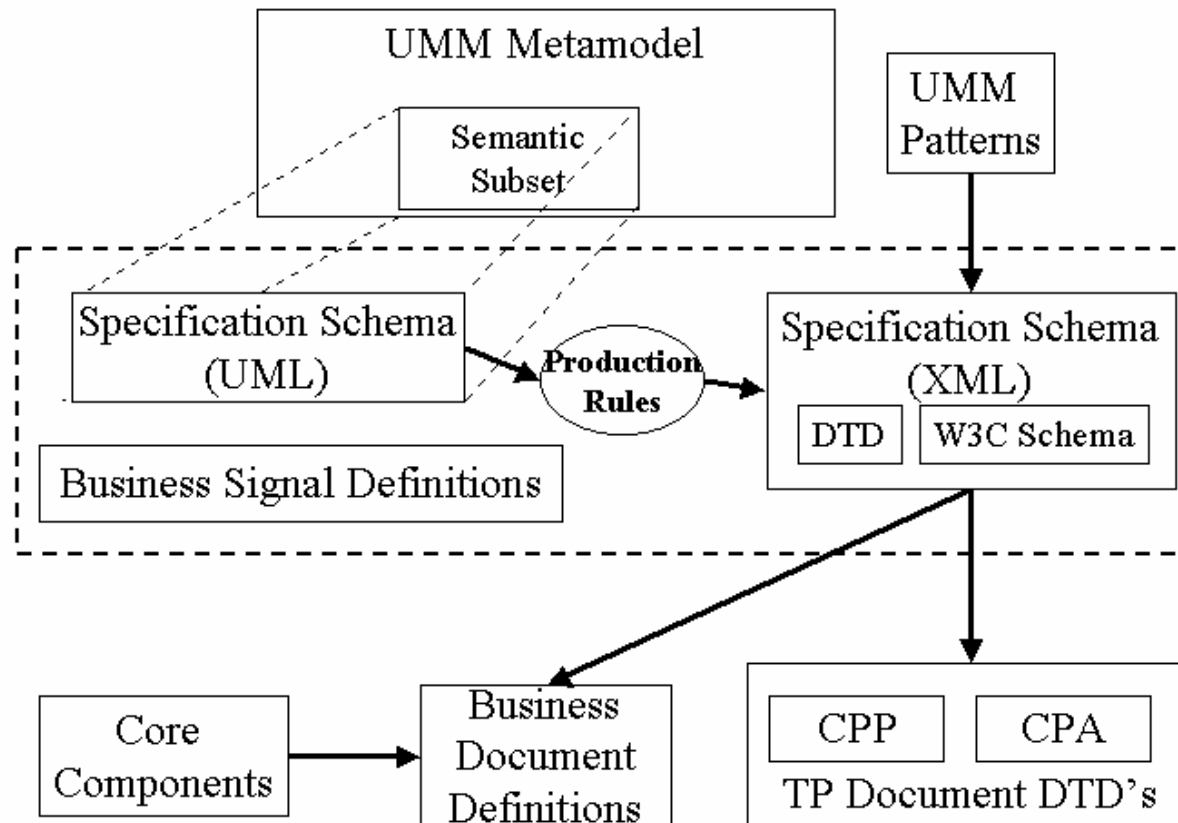 UMM Metamodel
Semantic
Subset
UMM
Patterns
Specification Schema
(UML)
Production
Rules
Specification Schema
(XML)
DTD
W3C Schema
Business Signal Definitions
Core
Components
Business
Document
Definitions
CPP
CPA
TP Document DTD's